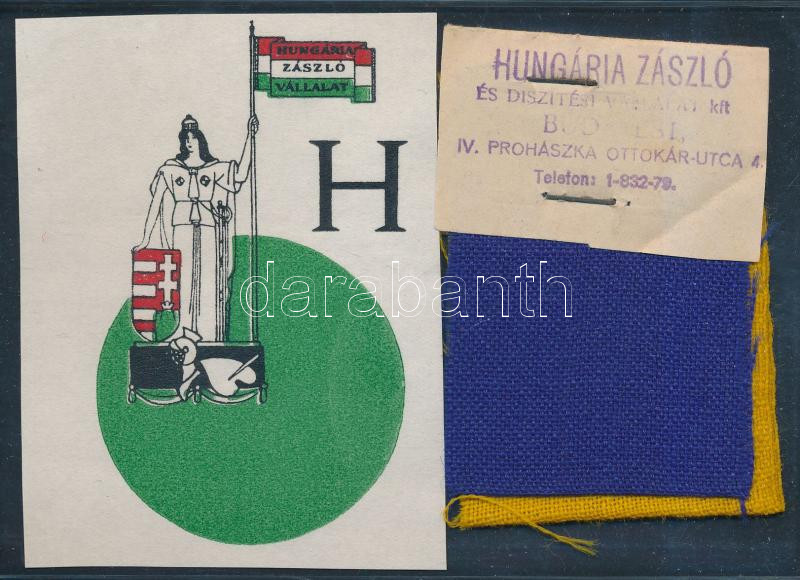 HUNGÁRIA
ZÁSZLÓ
VÁLLALAT
H
HUNGÁRIA ZÁSZLÓ
ÉS DISZITÉSI VÁLLALAT kft
BUDAPEST,
IV. PROHÁSZKA OTTOKÁR-UTCA 4.
Telefon: 1-832-79.
darabanth